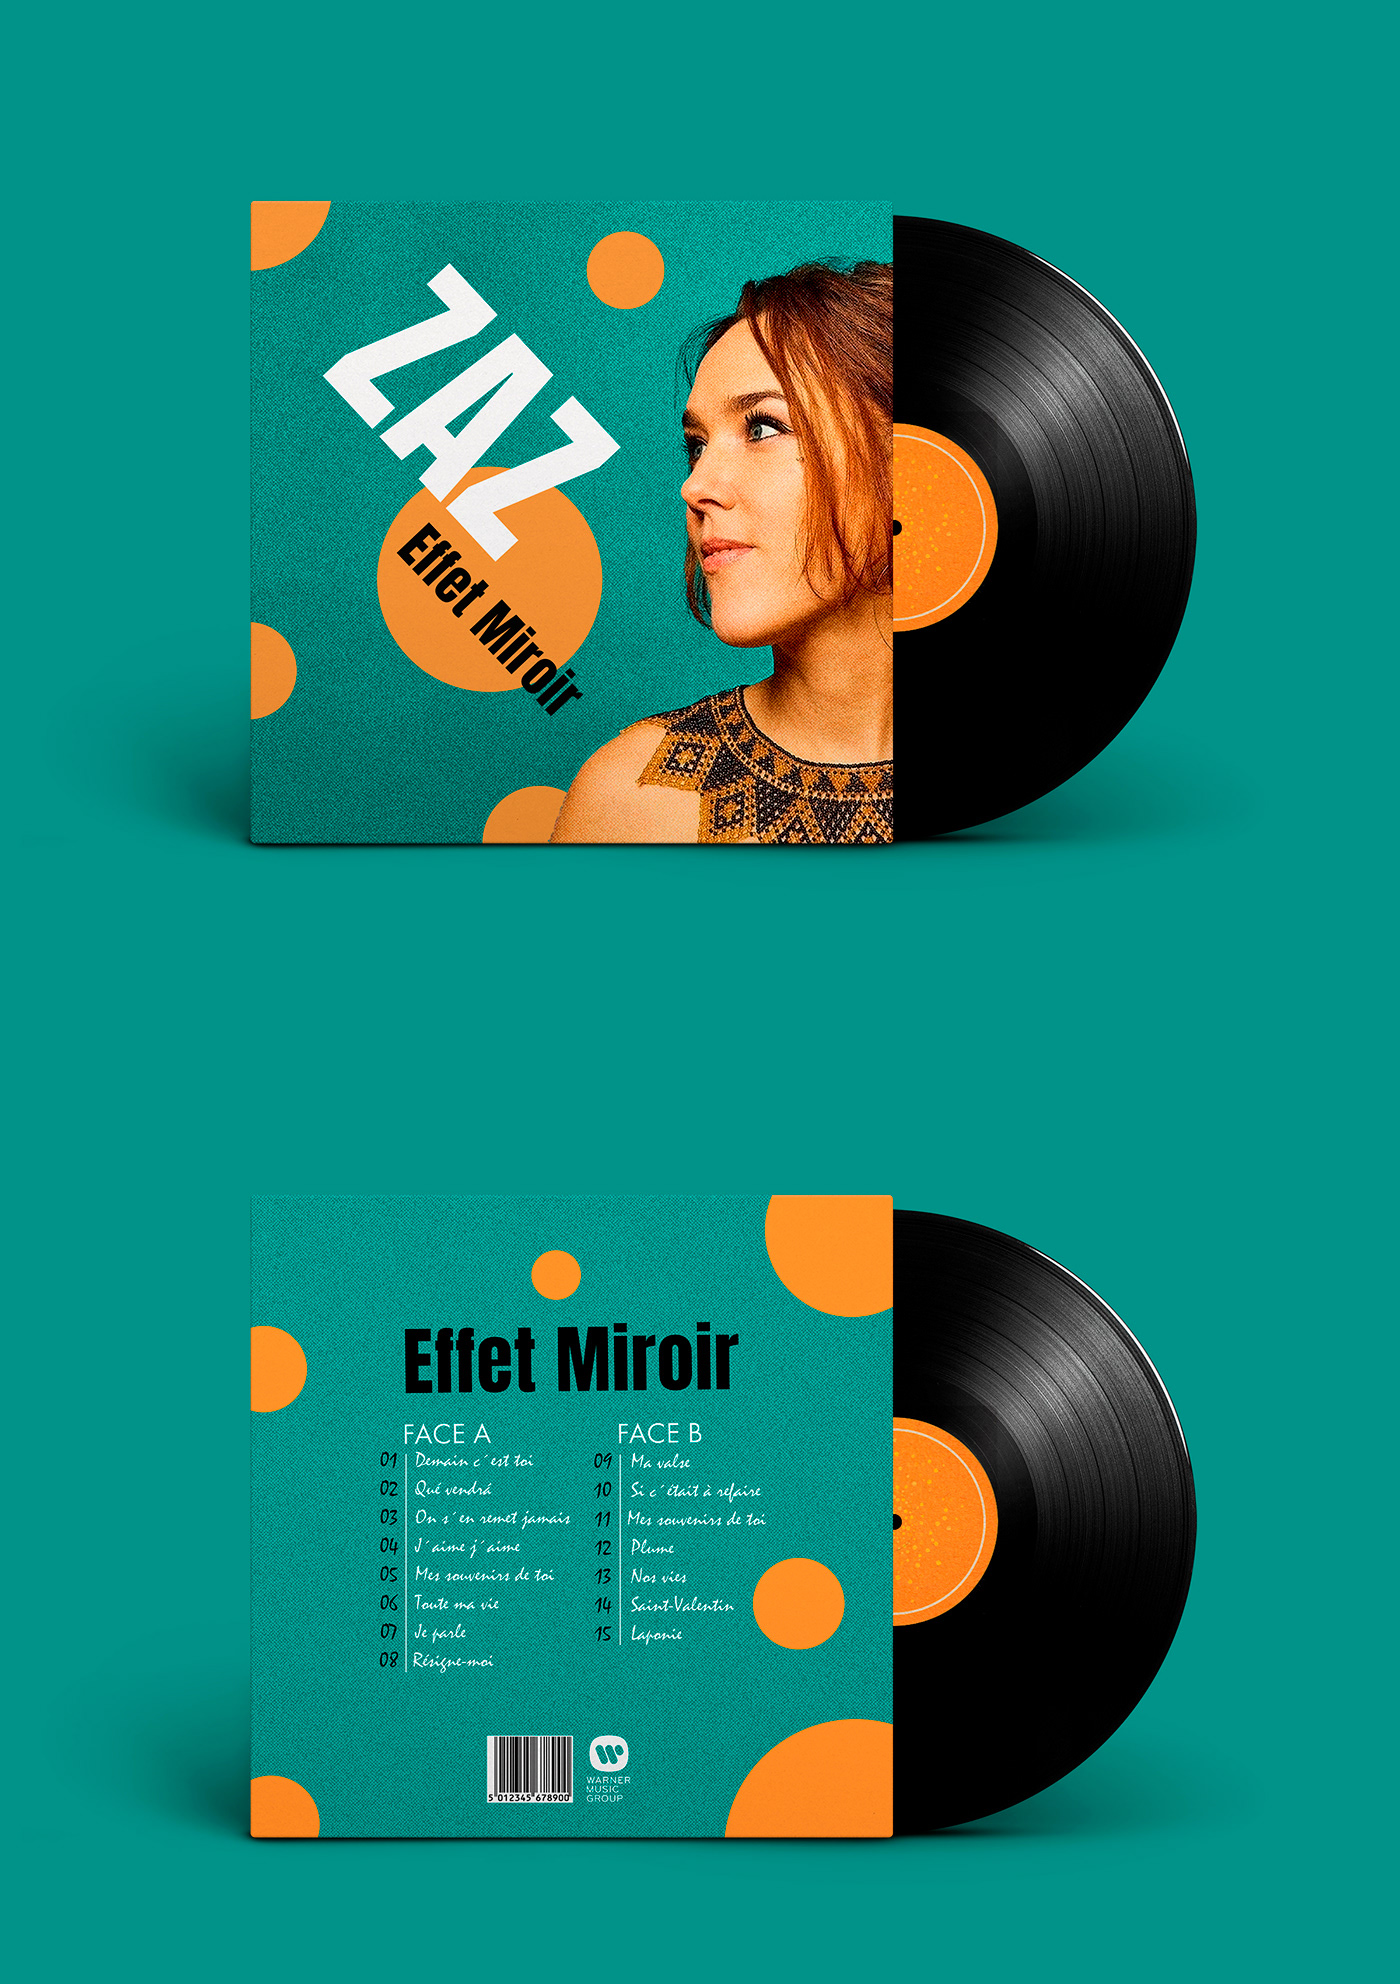 ZAZ
Effet Miroir
Effet Miroir
FACE A
01 Demain c´est toi
02 Qué vendrá
03 On s´en remet jamais
04 J´aime j´aime
05 Mes souvenirs de toi
06 Toute ma vie
07 Je parle
08 Résigne-moi
FACE B
09 Ma valse
10 Si c´était à refaire
11 Mes souvenirs de toi
12 Plume
13 Nos vies
14 Saint-Valentin
15 Laponie
5 012345 678900
WARNER
MUSIC
GROUP